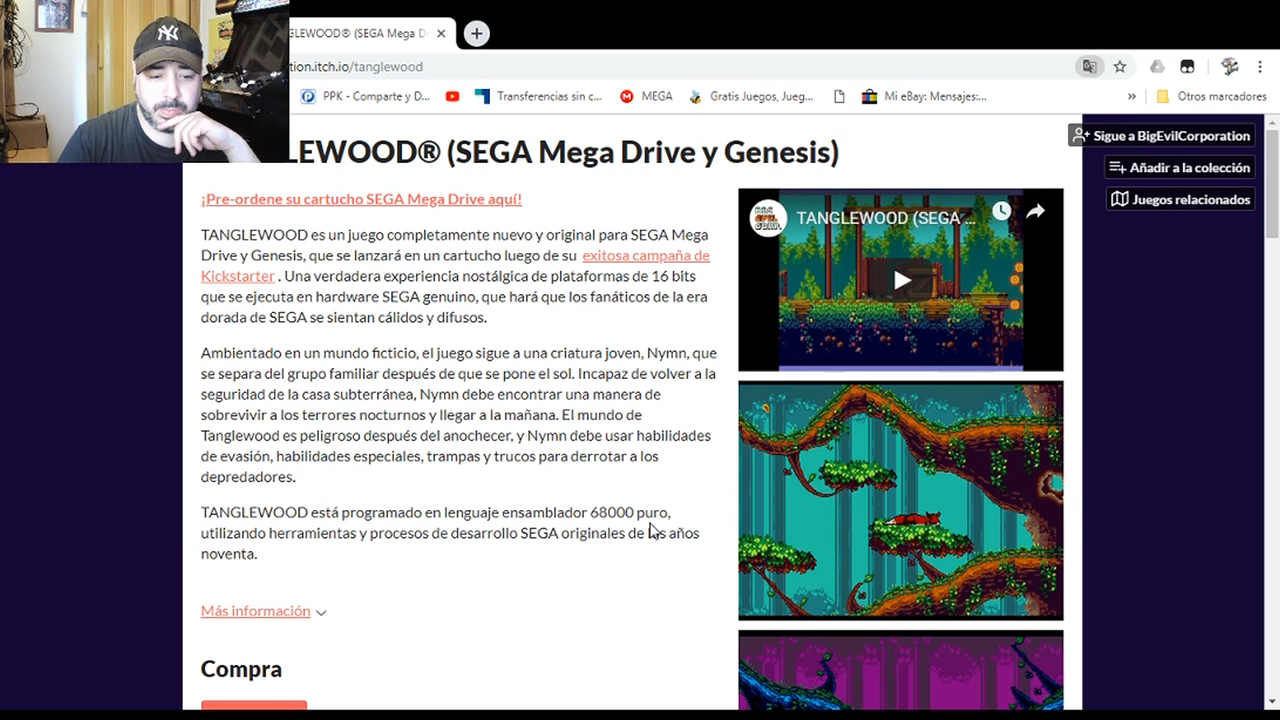 GLEWOOD® (SEGA Mega D
tion.itch.io/tanglewood
PPK - Comparte y D...
Transferencias sin c...
MEGA
Gratis Juegos, Jueg...
Mi eBay: Mensajes:...
»
Otros marcadores
Sigue a BigEvilCorporation
Añadir a la colección
Juegos relacionados
LEWOOD® (SEGA Mega Drive y Genesis)
¡Pre-ordene su cartucho SEGA Mega Drive aquí!
TANGLEWOOD es un juego completamente nuevo y original para SEGA Mega
Drive y Genesis, que se lanzará en un cartucho luego de su exitosa campaña de
Kickstarter . Una verdadera experiencia nostálgica de plataformas de 16 bits
que se ejecuta en hardware SEGA genuino, que hará que los fanáticos de la era
dorada de SEGA se sientan cálidos y difusos.
Ambientado en un mundo ficticio, el juego sigue a una criatura joven, Nymn, que
se separa del grupo familiar después de que se pone el sol. Incapaz de volver a la
seguridad de la casa subterránea, Nymn debe encontrar una manera de
sobrevivir a los terrores nocturnos y llegar a la mañana. El mundo de
Tanglewood es peligroso después del anochecer, y Nymn debe usar habilidades
de evasión, habilidades especiales, trampas y trucos para derrotar a los
depredadores.
TANGLEWOOD está programado en lenguaje ensamblador 68000 puro,
utilizando herramientas y procesos de desarrollo SEGA originales de los años
noventa.
Más información
Compra
BIG
EVIL
CORP.
TANGLEWOOD (SEGA ...
NY